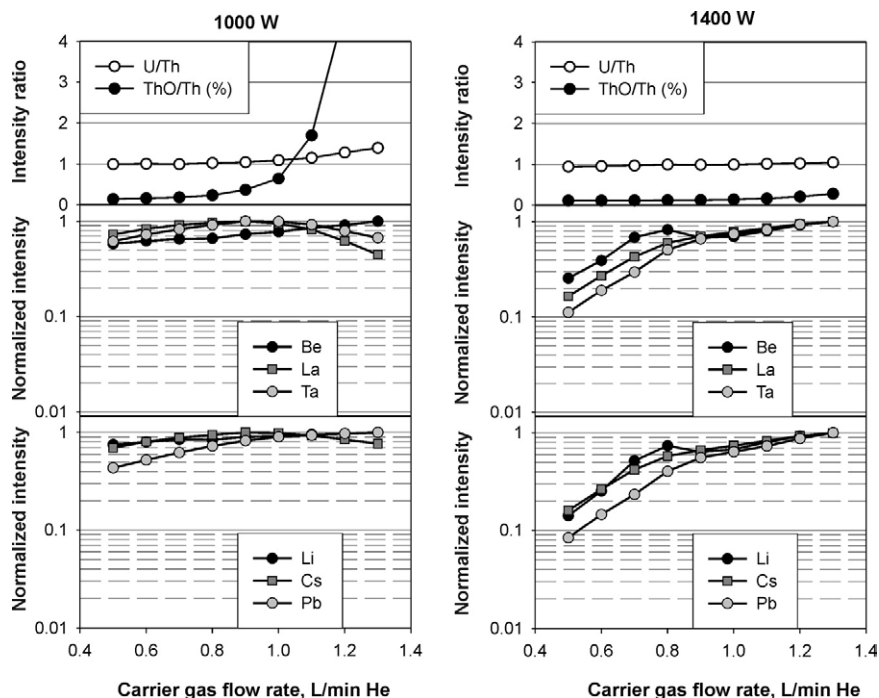 1000 W
Intensity ratio
4
3
2
1
0
U/Th
ThO/Th (%)
Normalized intensity
1
0.1
0.01
Be
La
Ta
Normalized intensity
1
0.1
0.01
Li
Cs
Pb
0.4 0.6 0.8 1.0 1.2 1.4
Carrier gas flow rate, L/min He
1400 W
Intensity ratio
4
3
2
1
0
U/Th
ThO/Th (%)
Normalized intensity
1
0.1
0.01
Be
La
Ta
Normalized intensity
1
0.1
0.01
Li
Cs
Pb
0.4 0.6 0.8 1.0 1.2 1.4
Carrier gas flow rate, L/min He